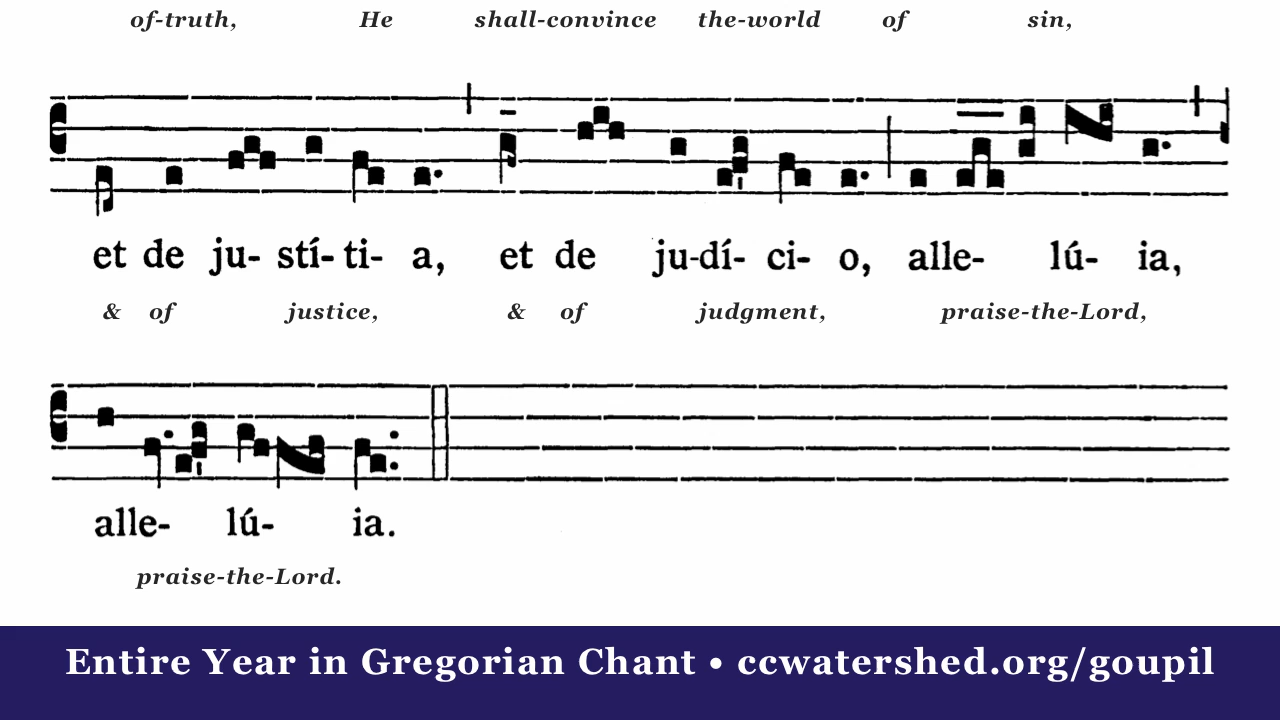 of-truth, He shall-convince the-world of sin,
et de ju- stí- ti- a, et de ju-dí- ci- o, alle- lú- ia,
& of justice, & of judgment, praise-the-Lord,
alle- lú- ia.
praise-the-Lord.
Entire Year in Gregorian Chant • ccwatershed.org/goupil